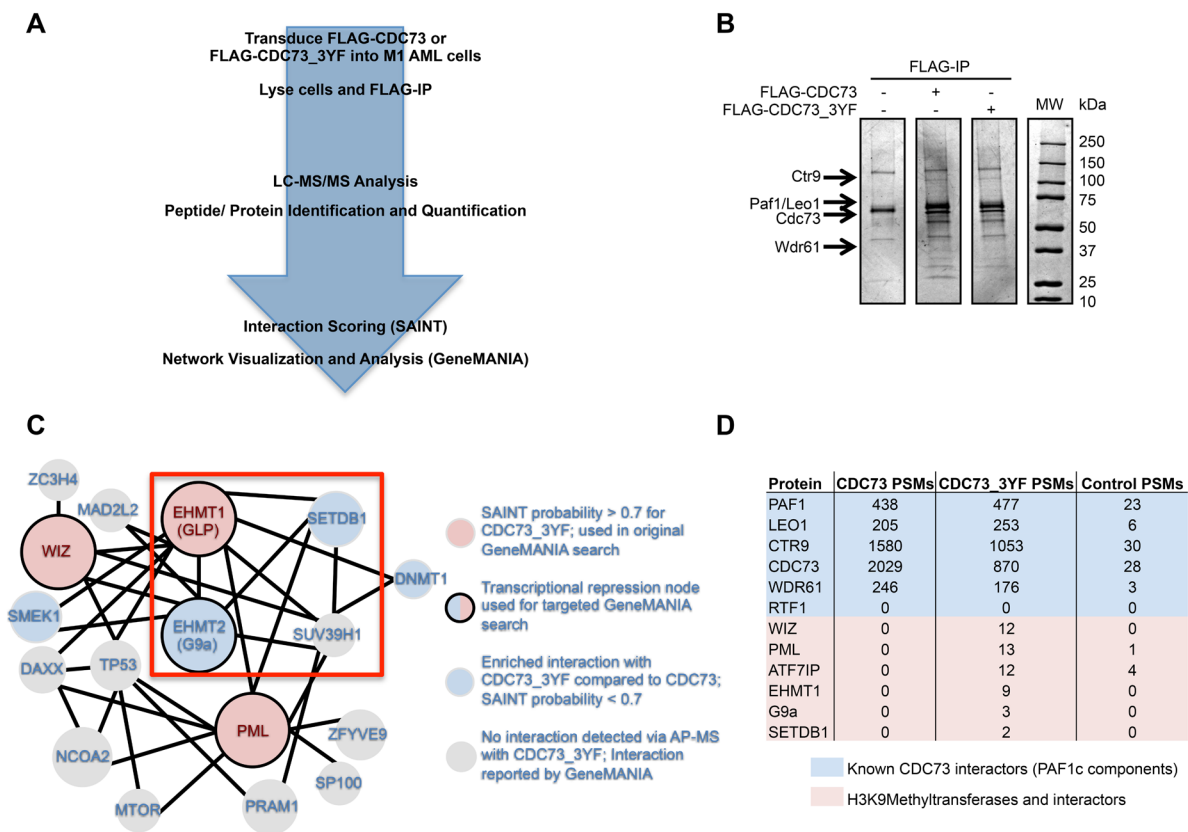 A
Transduce FLAG-CDC73 or
FLAG-CDC73_3YF into M1 AML cells
Lyse cells and FLAG-IP
LC-MS/MS Analysis
Peptide/ Protein Identification and Quantification
Interaction Scoring (SAINT)
Network Visualization and Analysis (GeneMANIA)
B
FLAG-IP
FLAG-CDC73 - + -
FLAG-CDC73_3YF - - +
MW kDa
250
150
100
75
50
37
25
10
Ctr9
Paf1/Leo1
Cdc73
Wdr61
C
ZC3H4
MAD2L2
WIZ
EHMT1
(GLP)
SETDB1
DNMT1
SMEK1
EHMT2
(G9a)
SUV39H1
DAXX
TP53
PML
NCOA2
ZFYVE9
SP100
MTOR
PRAM1
SAINT probability > 0.7 for
CDC73_3YF; used in original
GeneMANIA search
Transcriptional repression node
used for targeted GeneMANIA
search
Enriched interaction with
CDC73_3YF compared to CDC73;
SAINT probability < 0.7
No interaction detected via AP-MS
with CDC73_3YF; Interaction
reported by GeneMANIA
D
Protein CDC73 PSMs CDC73_3YF PSMs Control PSMs
PAF1 438 477 23
LEO1 205 253 6
CTR9 1580 1053 30
CDC73 2029 870 28
WDR61 246 176 3
RTF1 0 0 0
WIZ 0 12 0
PML 0 13 1
ATF7IP 0 12 4
EHMT1 0 9 0
G9a 0 3 0
SETDB1 0 2 0
Known CDC73 interactors (PAF1c components)
H3K9Methyltransferases and interactors